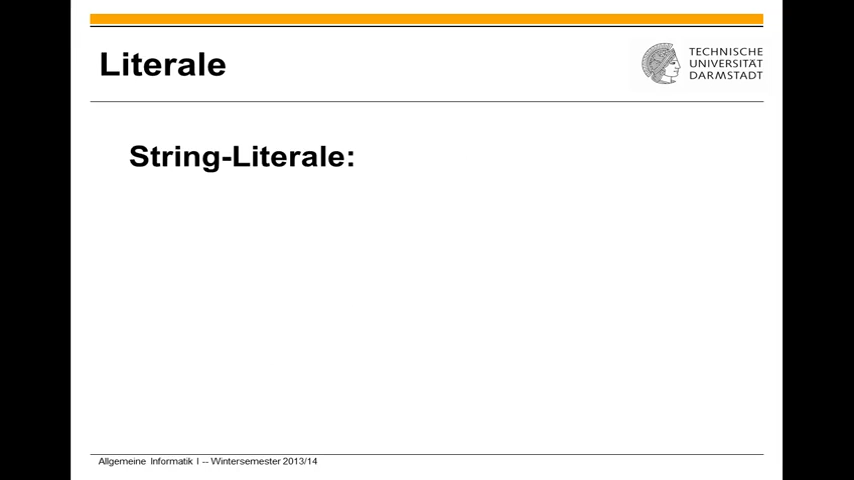 Literale
TECHNISCHE
UNIVERSITÄT
DARMSTADT
String-Literale:
Allgemeine Informatik I -- Wintersemester 2013/14